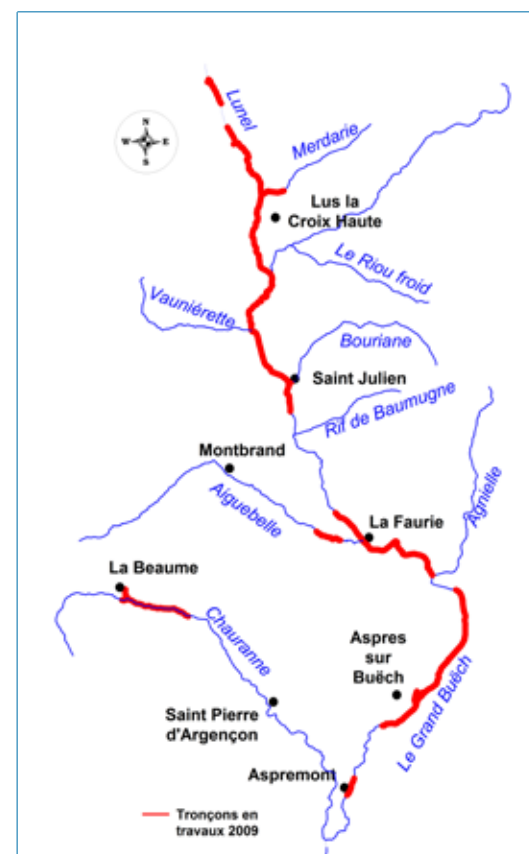 Lunel
Merdarie
N
W E
S
Lus la
Croix Haute
Le Riou froid
Vauniérette
Bouriane
Saint Julien
Rif de Baumugne
Montbrand
Agnielle
Aiguebelle
La Faurie
La Beaume
Chauranne
Aspres
sur
Buëch
Le Grand Buëch
Saint Pierre
d'Argençon
Aspremont
Tronçons en
travaux 2009